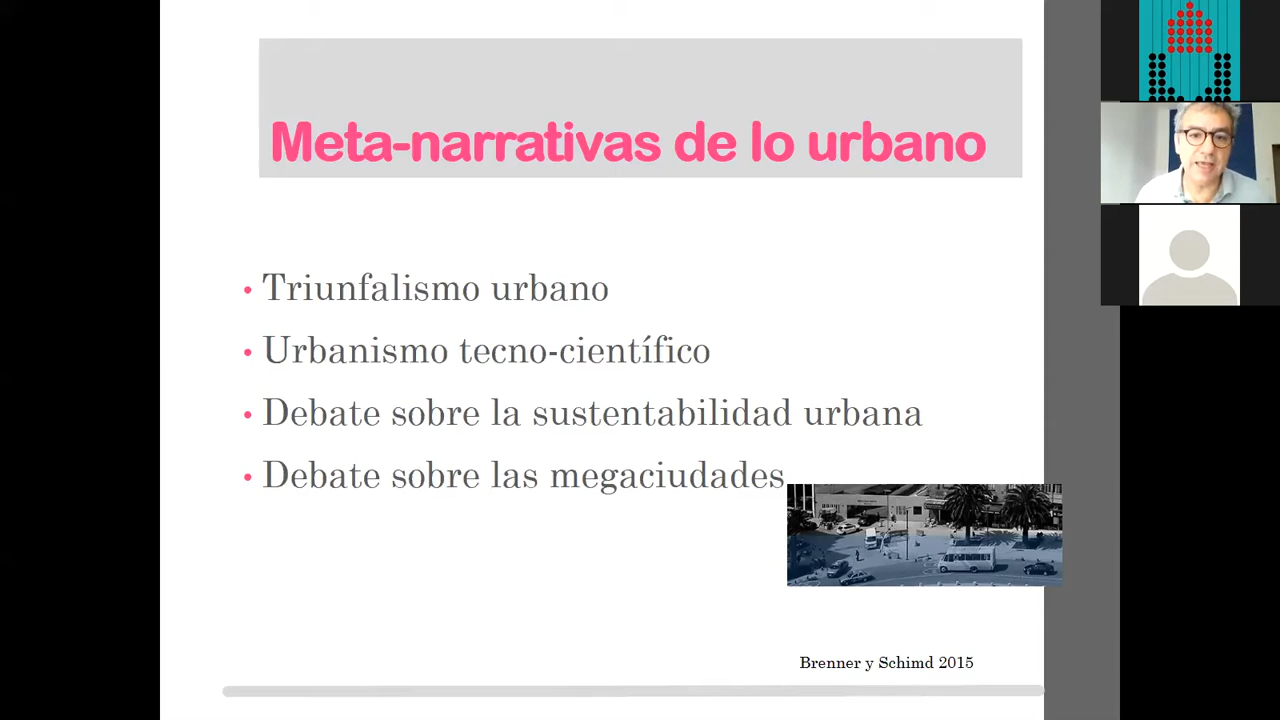 Meta-narrativas de lo urbano
• Triunfalismo urbano
• Urbanismo tecno-científico
• Debate sobre la sustentabilidad urbana
• Debate sobre las megaciudades
Brenner y Schimd 2015